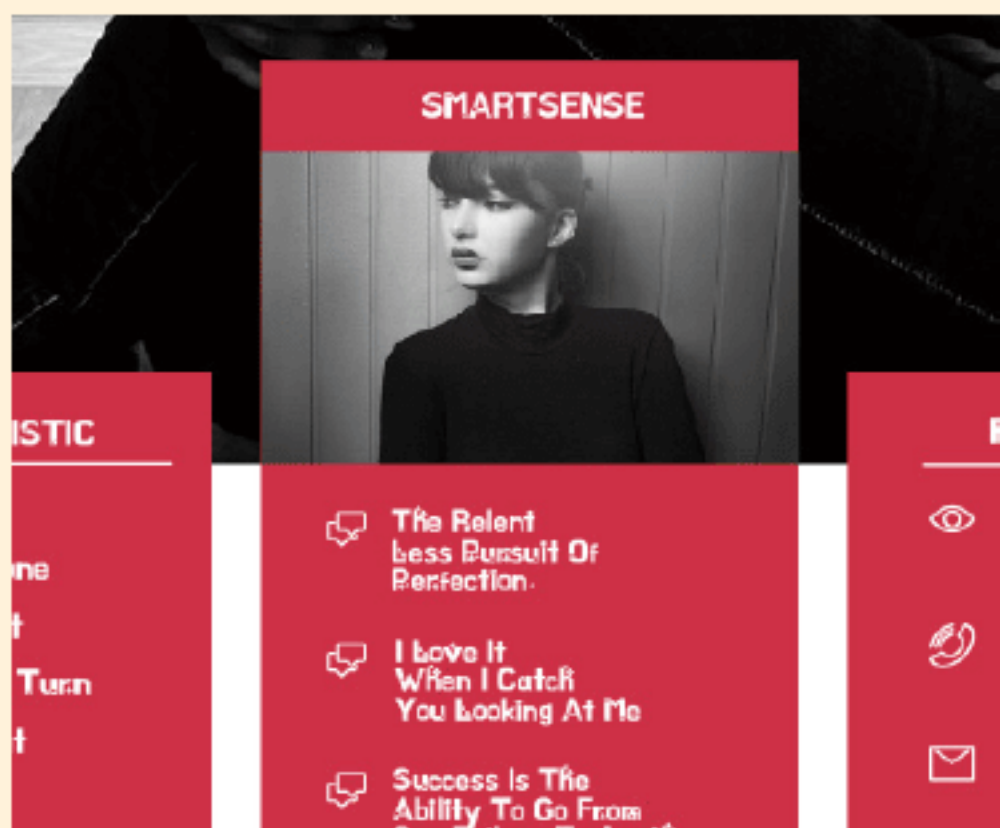 SMARTSENSE
ISTIC
ne
t
Turn
t
The Relent
Less Pursuit Of
Perfection.
I Love It
When I Catch
You Looking At Me
Success Is The
Ability To Go From